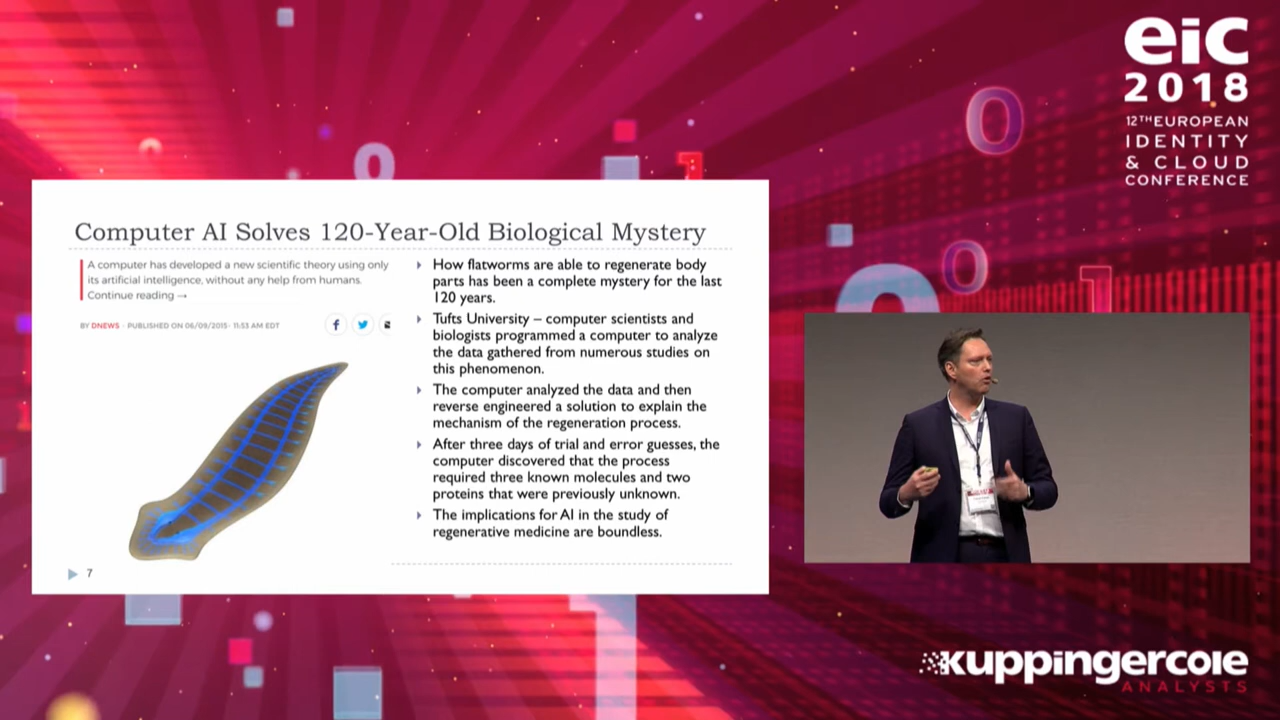 eic
2018
12TH EUROPEAN
IDENTITY
& CLOUD
CONFERENCE
Computer AI Solves 120-Year-Old Biological Mystery
A computer has developed a new scientific theory using only
its artificial intelligence, without any help from humans.
Continue reading →
BY DNEWS · PUBLISHED ON 06/09/2015 · 11:53 AM EDT
How flatworms are able to regenerate body
parts has been a complete mystery for the last
120 years.
Tufts University – computer scientists and
biologists programmed a computer to analyze
the data gathered from numerous studies on
this phenomenon.
The computer analyzed the data and then
reverse engineered a solution to explain the
mechanism of the regeneration process.
After three days of trial and error guesses, the
computer discovered that the process
required three known molecules and two
proteins that were previously unknown.
The implications for AI in the study of
regenerative medicine are boundless.
7
kuppingercole
ANALYSTS